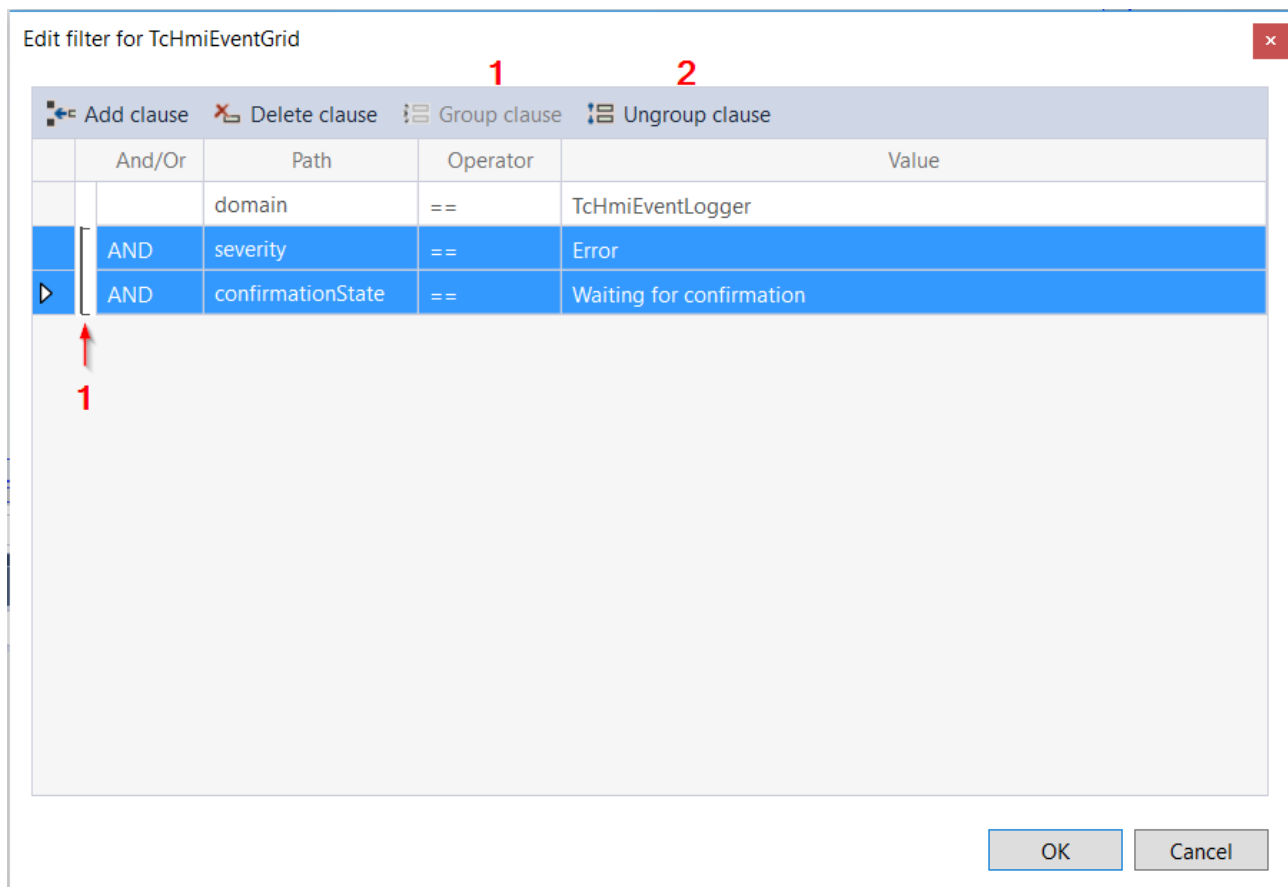 Edit filter for TcHmiEventGrid
×
1 2
Add clause Delete clause Group clause Ungroup clause
And/Or Path Operator Value
domain == TcHmiEventLogger
AND severity == Error
AND confirmationState == Waiting for confirmation
1
OK Cancel